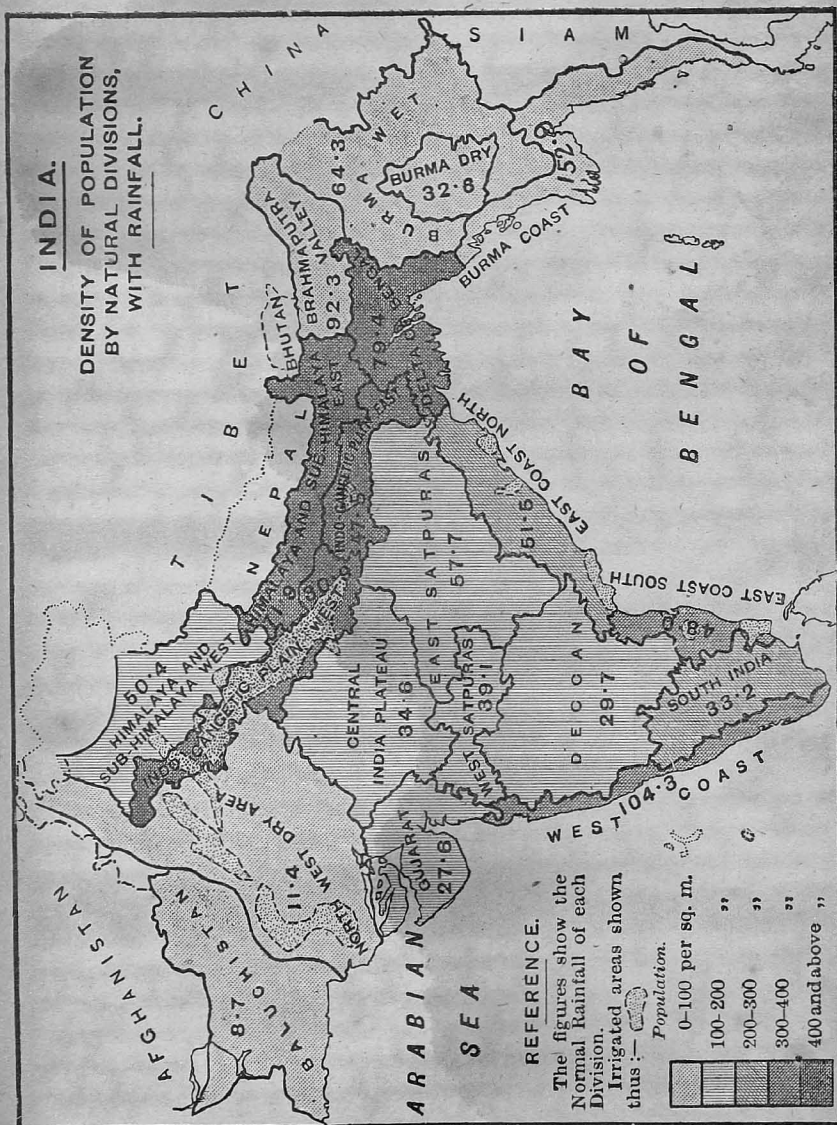 INDIA.
DENSITY OF POPULATION
BY NATURAL DIVISIONS,
WITH RAINFALL.
CHINA
SIAM
TIBET
NEPAL
BHUTAN
AFGHANISTAN
BALUCHISTAN
8·7
NORTH WEST DRY AREA
11·4
50·4
HIMALAYA AND
SUB-HIMALAYA WEST
INDO GANGETIC PLAIN WEST
HIMALAYA AND SUB-HIMALAYA
EAST
INDO GANGETIC PLAIN EAST
BRAHMAPUTRA
VALLEY
92·3
BENGAL
DELTA
79·4
BURMA WET
64·3
BURMA DRY
32·6
152·9
BURMA COAST
CENTRAL
INDIA PLATEAU
34·6
EAST SATPURAS
57·7
WEST
SATPURAS
39·1
GUJARAT
27·6
DECCAN
29·7
EAST COAST NORTH
51·5
EAST COAST SOUTH
SOUTH INDIA
33·2
WEST COAST
104·3
ARABIAN
SEA
BAY
OF
BENGAL
REFERENCE.
The figures show the
Normal Rainfall of each
Division.
Irrigated areas shown
thus :—
Population.
0–100 per sq. m.
100–200 ,,
200–300 ,,
300–400 ,,
400 and above ,,